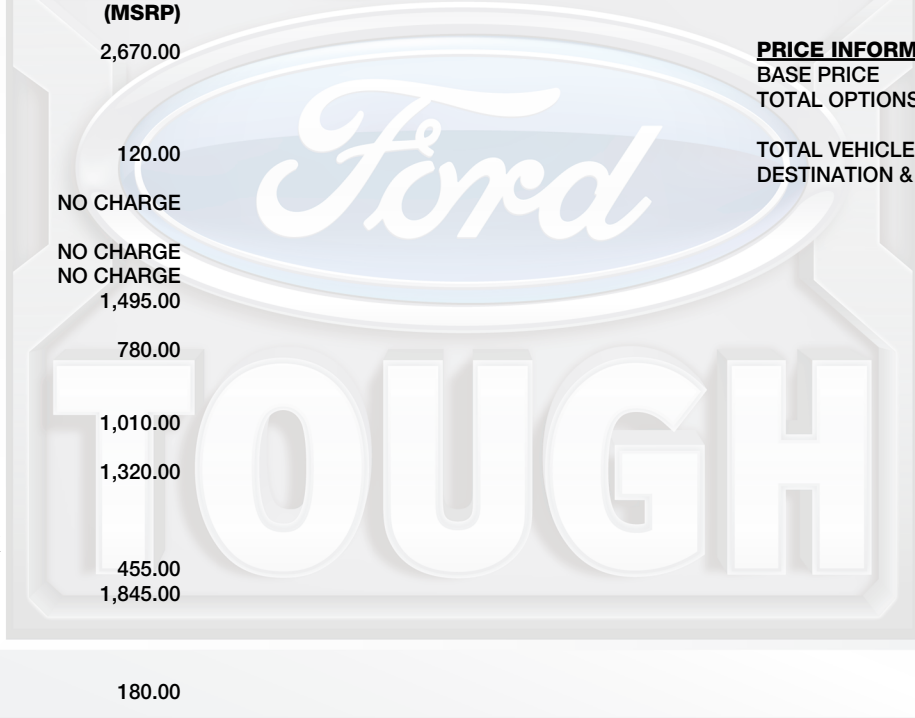 (MSRP)
2,670.00
120.00
NO CHARGE
NO CHARGE
NO CHARGE
1,495.00
780.00
1,010.00
1,320.00
455.00
1,845.00
180.00
PRICE INFORM
BASE PRICE
TOTAL OPTIONS
TOTAL VEHICLE
DESTINATION &
Ford
TOUGH